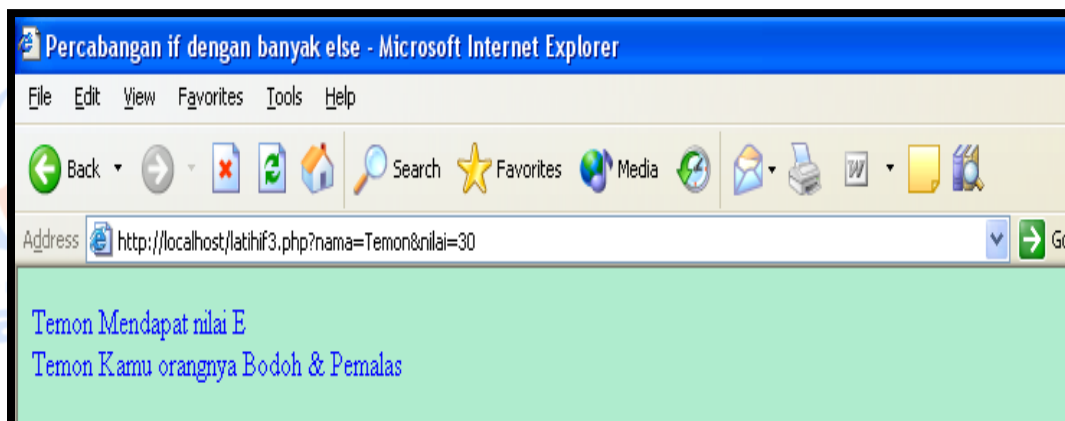 Percabangan if dengan banyak else - Microsoft Internet Explorer
File Edit View Favorites Tools Help
Back Search Favorites Media
Address http://localhost/latihif3.php?nama=Temon&nilai=30 Go
Temon Mendapat nilai E
Temon Kamu orangnya Bodoh & Pemalas